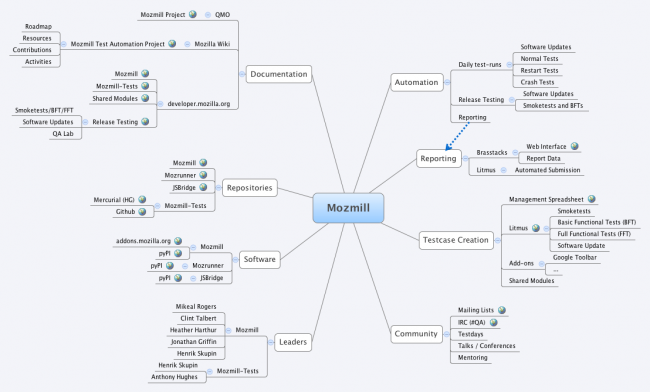 Mozmill
Documentation
QMO
Mozmill Project
Mozilla Wiki
Mozmill Test Automation Project
Roadmap
Resources
Contributions
Activities
developer.mozilla.org
Mozmill
Mozmill-Tests
Shared Modules
Release Testing
Smoketests/BFT/FFT
Software Updates
QA Lab
Repositories
Mozmill
Mozrunner
JSBridge
Mozmill-Tests
Mercurial (HG)
Github
Software
Mozmill
addons.mozilla.org
pyPI
Mozrunner
pyPI
JSBridge
pyPI
Leaders
Mozmill
Mikeal Rogers
Clint Talbert
Heather Harthur
Jonathan Griffin
Henrik Skupin
Mozmill-Tests
Henrik Skupin
Anthony Hughes
Automation
Daily test-runs
Software Updates
Normal Tests
Restart Tests
Crash Tests
Release Testing
Software Updates
Smoketests and BFTs
Reporting
Reporting
Brasstacks
Web Interface
Report Data
Litmus
Automated Submission
Testcase Creation
Management Spreadsheet
Litmus
Smoketests
Basic Functional Tests (BFT)
Full Functional Tests (FFT)
Software Update
Add-ons
Google Toolbar
...
Shared Modules
Community
Mailing Lists
IRC (#QA)
Testdays
Talks / Conferences
Mentoring